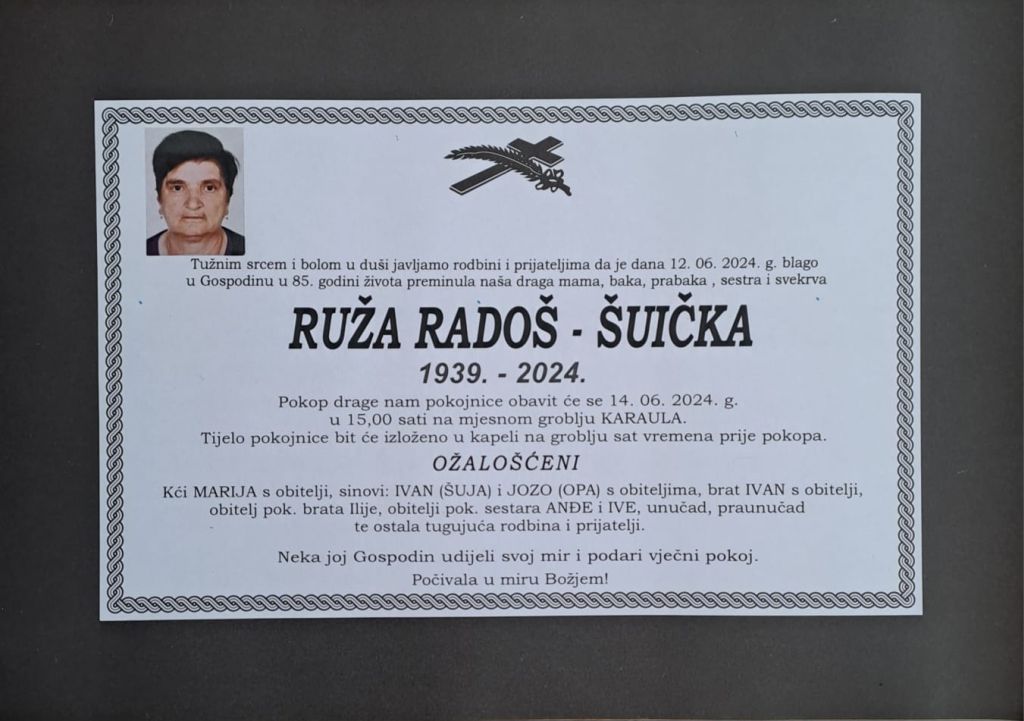 Tužnim srcem i bolom u duši javljamo rodbini i prijateljima da je dana 12. 06. 2024. g. blago
u Gospodinu u 85. godini života preminula naša draga mama, baka, prabaka , sestra i svekrva
RUŽA RADOŠ - ŠUIČKA
1939. - 2024.
Pokop drage nam pokojnice obavit će se 14. 06. 2024. g.
u 15,00 sati na mjesnom groblju KARAULA.
Tijelo pokojnice bit će izloženo u kapeli na groblju sat vremena prije pokopa.
OŽALOŠĆENI
Kći MARIJA s obitelji, sinovi: IVAN (ŠUJA) i JOZO (OPA) s obiteljima, brat IVAN s obitelji,
obitelj pok. brata Ilije, obitelji pok. sestara ANĐE i IVE, unučad, praunučad
te ostala tugujuća rodbina i prijatelji.
Neka joj Gospodin udijeli svoj mir i podari vječni pokoj.
Počivala u miru Božjem!